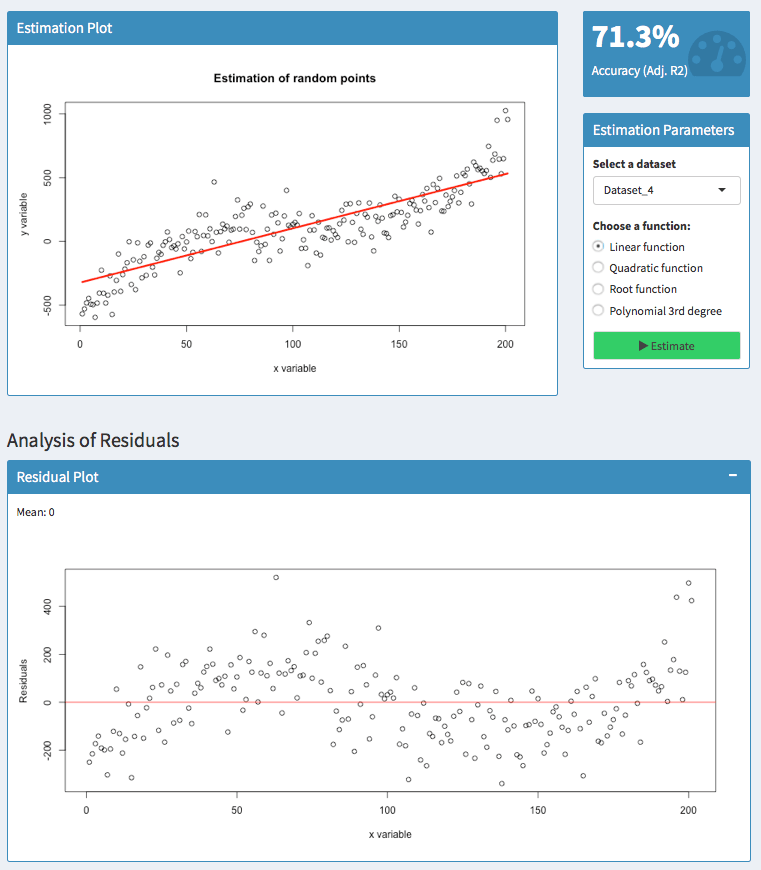 Estimation Plot
Estimation of random points
y variable
1000
500
0
-500
0 50 100 150 200
x variable
71.3%
Accuracy (Adj. R2)
Estimation Parameters
Select a dataset
Dataset_4
Choose a function:
Linear function
Quadratic function
Root function
Polynomial 3rd degree
Estimate
Analysis of Residuals
Residual Plot
Mean: 0
Residuals
400
200
0
-200
0 50 100 150 200
x variable